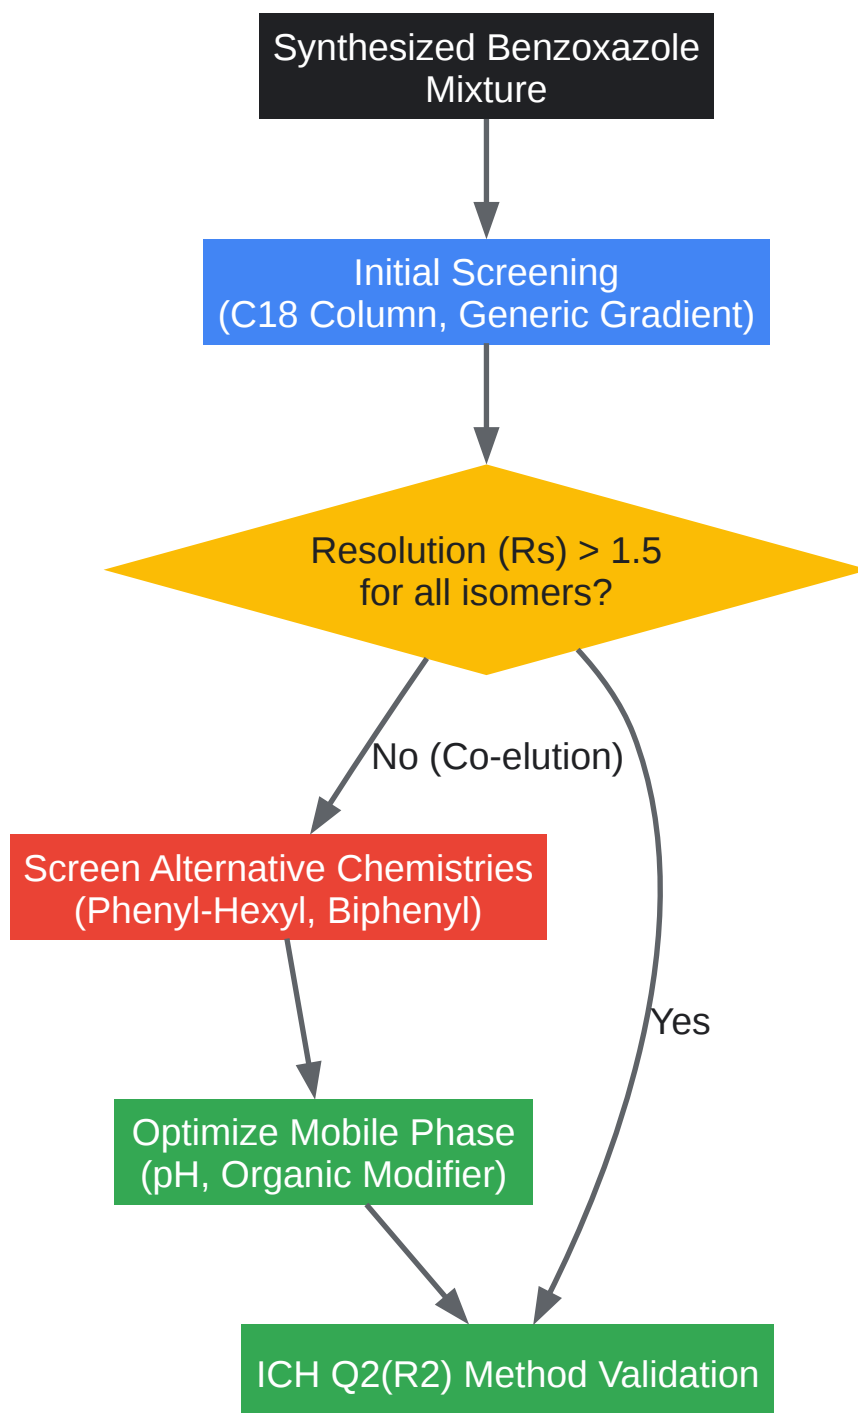 Synthesized Benzoxazole
Mixture
Initial Screening
(C18 Column, Generic Gradient)
Resolution (Rs) > 1.5
for all isomers?
No (Co-elution)
Screen Alternative Chemistries
(Phenyl-Hexyl, Biphenyl)
Yes
Optimize Mobile Phase
(pH, Organic Modifier)
ICH Q2(R2) Method Validation